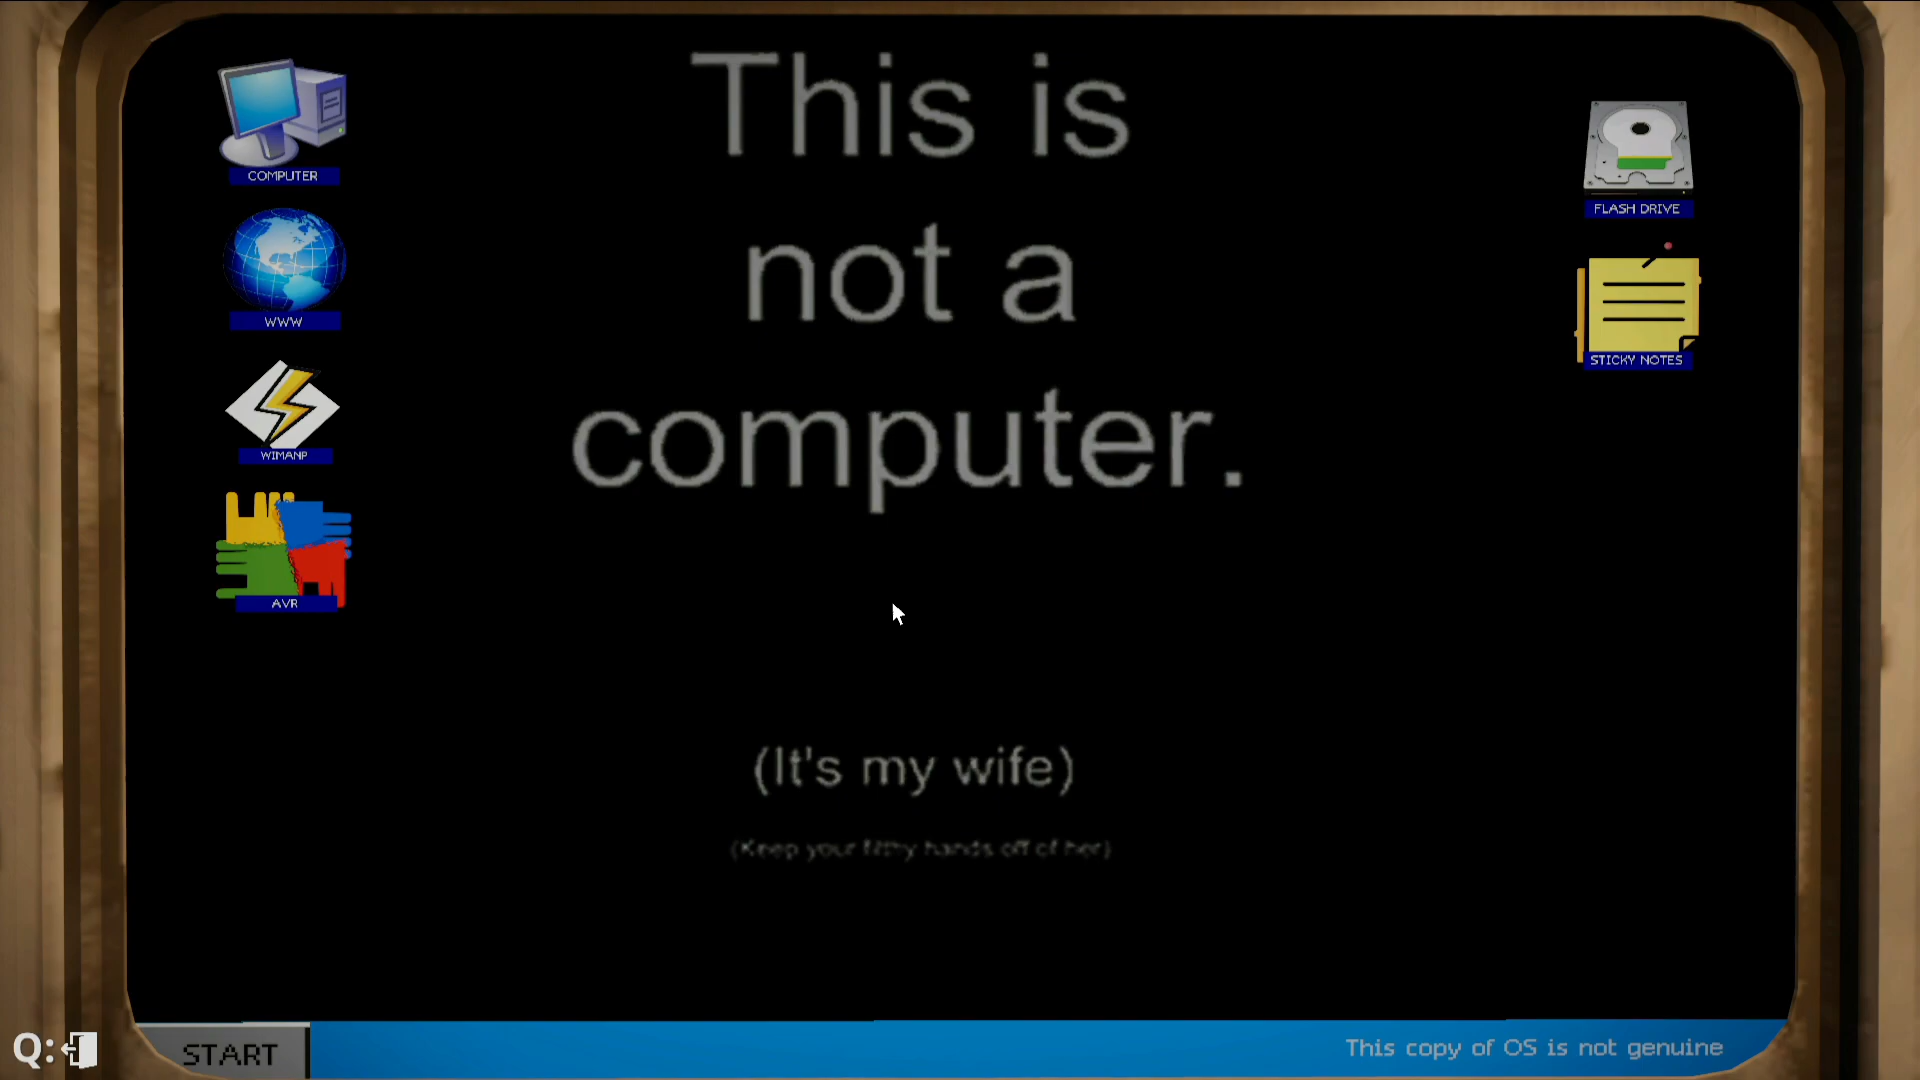 This is
not a
computer.
(It's my wife)
(Keep your filthy hands off of her)
COMPUTER
WWW
WIMANP
AVR
FLASH DRIVE
STICKY NOTES
Q:
START
This copy of OS is not genuine